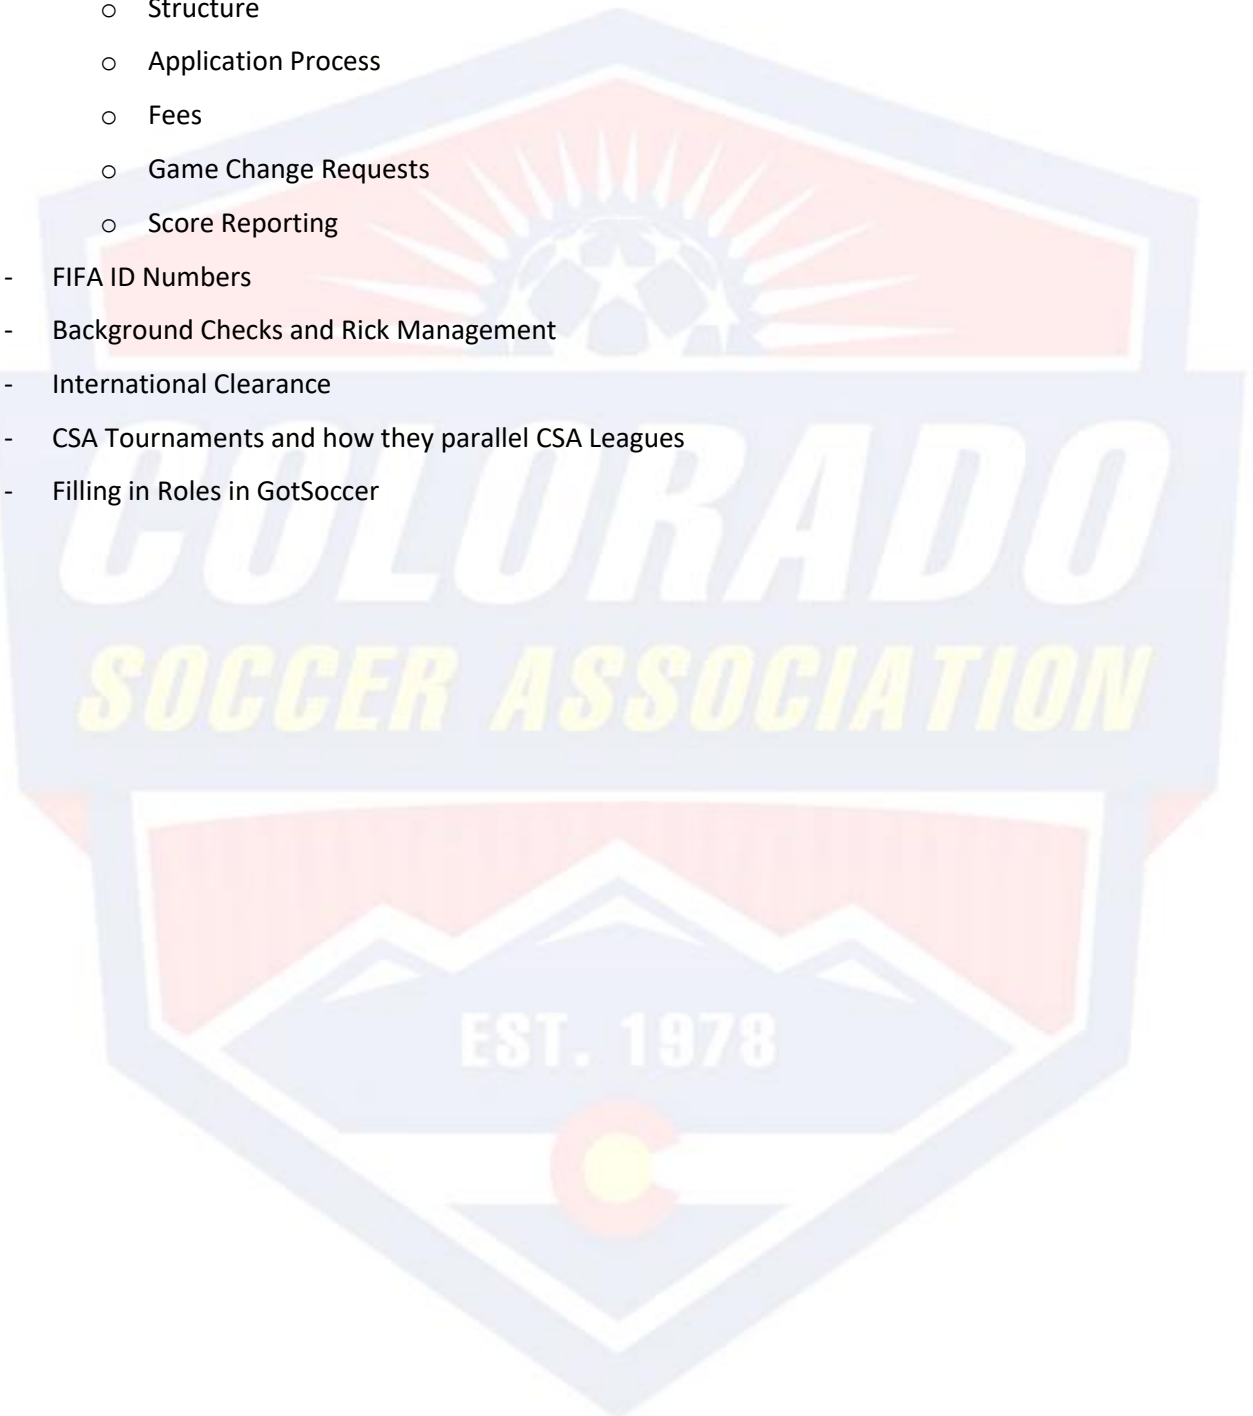 o Structure
o Application Process
o Fees
o Game Change Requests
o Score Reporting
- FIFA ID Numbers
- Background Checks and Rick Management
- International Clearance
- CSA Tournaments and how they parallel CSA Leagues
- Filling in Roles in GotSoccer
COLORADO
SOCCER ASSOCIATION
EST. 1978